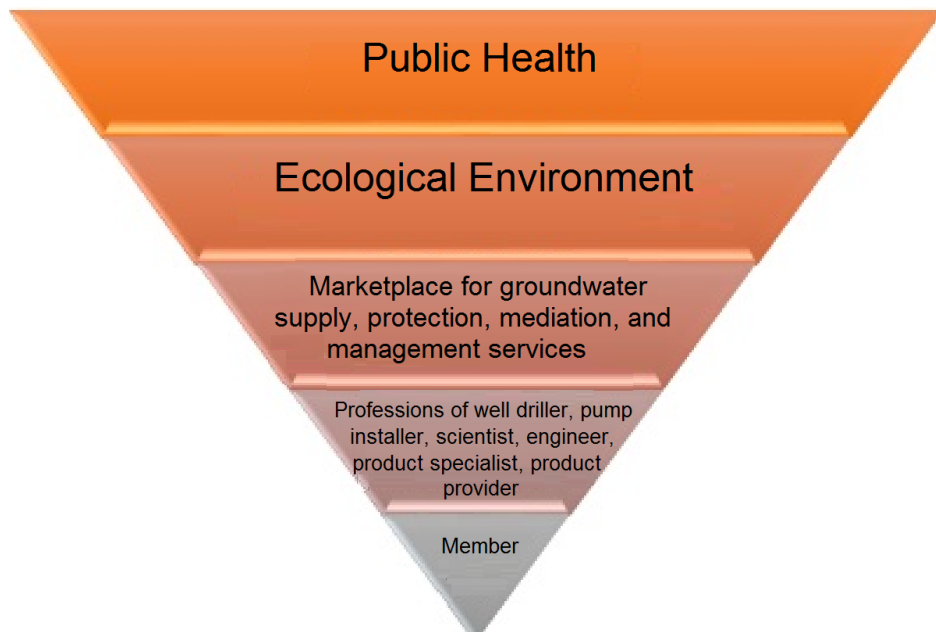 Public Health
Ecological Environment
Marketplace for groundwater
supply, protection, mediation, and
management services
Professions of well driller, pump
installer, scientist, engineer,
product specialist, product
provider
Member